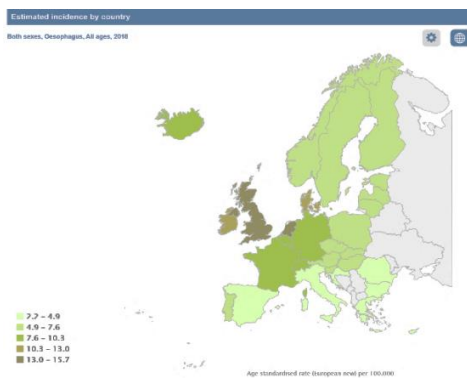 Estimated incidence by country
Both sexes, Oesophagus, All ages, 2018
2.2 – 4.9
4.9 – 7.6
7.6 – 10.3
10.3 – 13.0
13.0 – 15.7
Age standardised rate (European new) per 100,000